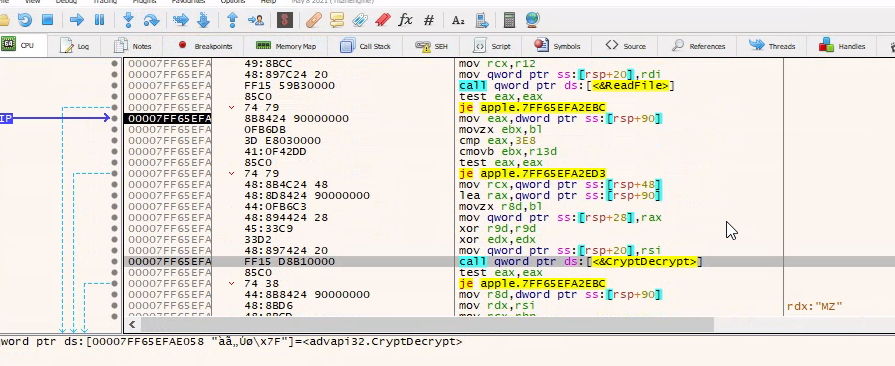 CPU Log Notes Breakpoints Memory Map Call Stack SEH Script Symbols Source References Threads Handles
00007FF65EFA 49:8BCC mov rcx,r12
00007FF65EFA 48:897C24 20 mov qword ptr ss:[rsp+20],rdi
00007FF65EFA FF15 59B30000 call qword ptr ds:[<&ReadFile>]
00007FF65EFA 85C0 test eax,eax
00007FF65EFA 74 79 je apple.7FF65EFA2EBC
IP 00007FF65EFA 8B8424 90000000 mov eax,dword ptr ss:[rsp+90]
00007FF65EFA 0FB6DB movzx ebx,bl
00007FF65EFA 3D E8030000 cmp eax,3E8
00007FF65EFA 41:0F42DD cmovb ebx,r13d
00007FF65EFA 85C0 test eax,eax
00007FF65EFA 74 79 je apple.7FF65EFA2ED3
00007FF65EFA 48:8B4C24 48 mov rcx,qword ptr ss:[rsp+48]
00007FF65EFA 48:8D8424 90000000 lea rax,qword ptr ss:[rsp+90]
00007FF65EFA 44:0FB6C3 movzx r8d,bl
00007FF65EFA 48:894424 28 mov qword ptr ss:[rsp+28],rax
00007FF65EFA 45:33C9 xor r9d,r9d
00007FF65EFA 33D2 xor edx,edx
00007FF65EFA 48:897424 20 mov qword ptr ss:[rsp+20],rsi
00007FF65EFA FF15 D8B10000 call qword ptr ds:[<&CryptDecrypt>]
00007FF65EFA 85C0 test eax,eax
00007FF65EFA 74 38 je apple.7FF65EFA2EBC
00007FF65EFA 44:8B8424 90000000 mov r8d,dword ptr ss:[rsp+90]
00007FF65EFA 48:8BD6 mov rdx,rsi rdx:"MZ"
word ptr ds:[00007FF65EFAE058 "àã„Úø\x7F"]=<advapi32.CryptDecrypt>